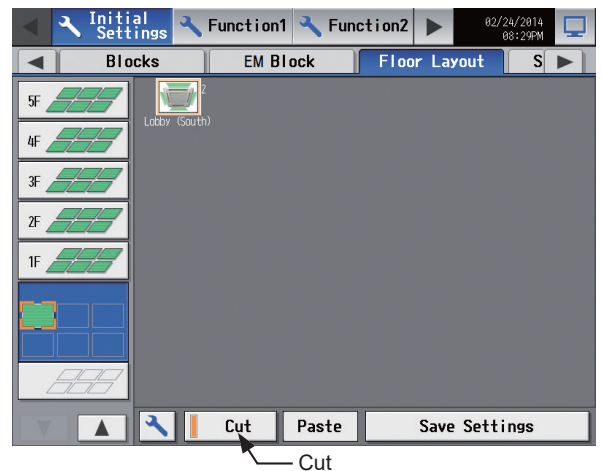 Initial
Settings
Function1
Function2
02/24/2014
08:29PM
Blocks
EM Block
Floor Layout
S
5F
2
Lobby (South)
4F
3F
2F
1F
Cut
Paste
Save Settings
Cut